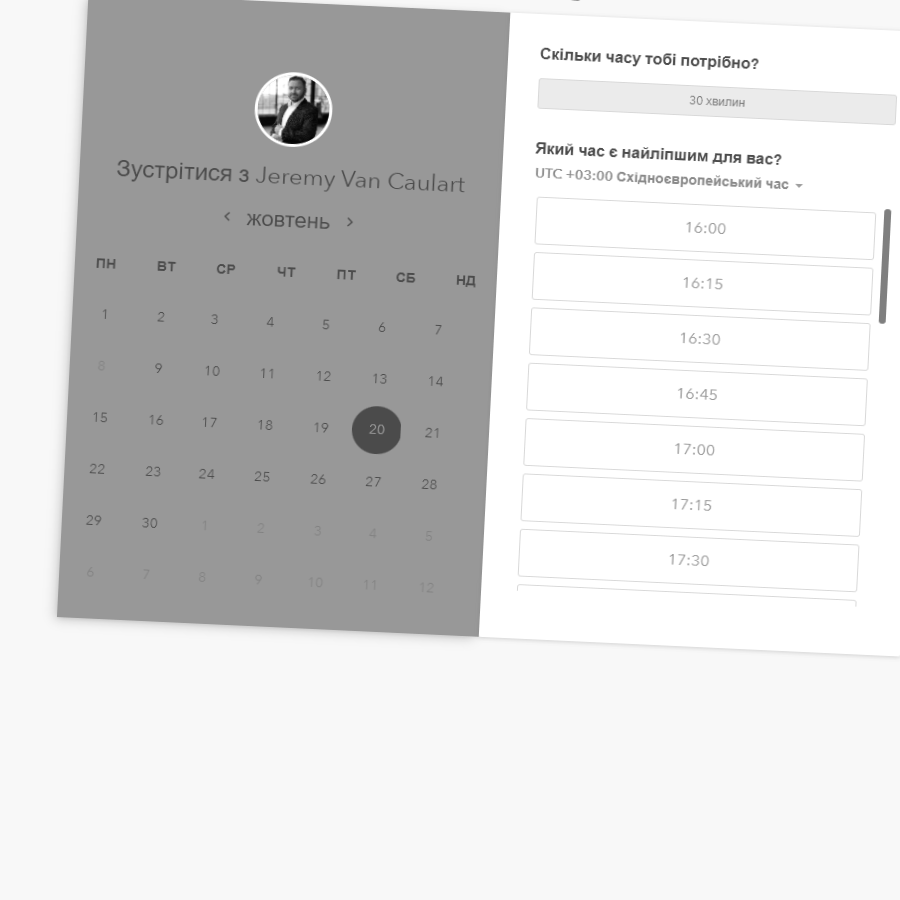 Зустрітися з Jeremy Van Caulart
жовтень
ПН ВТ СР ЧТ ПТ СБ НД
1 2 3 4 5 6 7
8 9 10 11 12 13 14
15 16 17 18 19 20 21
22 23 24 25 26 27 28
29 30 1 2 3 4 5
6 7 8 9 10 11 12
Скільки часу тобі потрібно?
30 хвилин
Який час є найліпшим для вас?
UTC +03:00 Східноєвропейський час
16:00
16:15
16:30
16:45
17:00
17:15
17:30